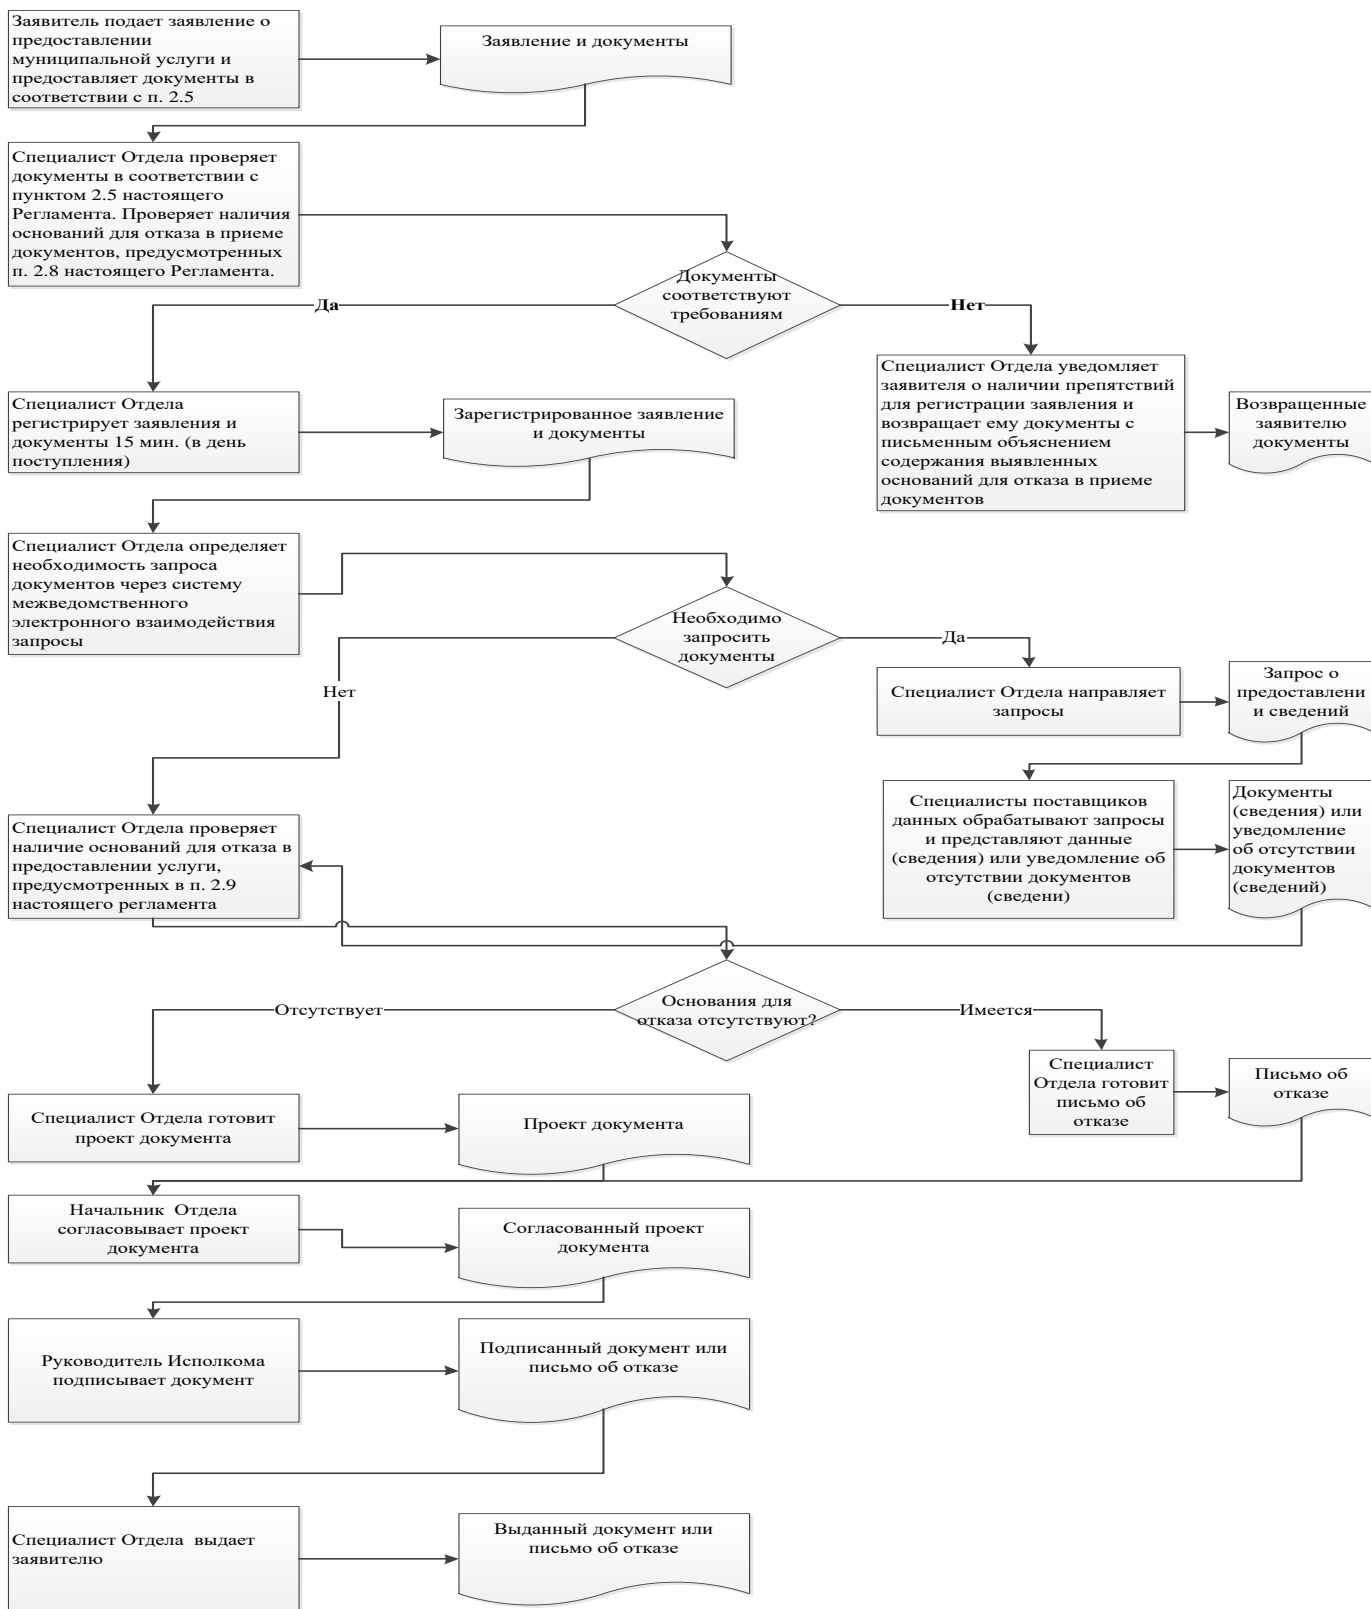 Заявитель подает заявление о
предоставлении
муниципальной услуги и
предоставляет документы в
соответствии с п. 2.5
Заявление и документы
Специалист Отдела проверяет
документы в соответствии с
пунктом 2.5 настоящего
Регламента. Проверяет наличия
оснований для отказа в приеме
документов, предусмотренных
п. 2.8 настоящего Регламента.
Документы
соответствуют
требованиям
Да
Нет
Специалист Отдела
регистрирует заявления и
документы 15 мин. (в день
поступления)
Зарегистрированное заявление
и документы
Специалист Отдела уведомляет
заявителя о наличии препятствий
для регистрации заявления и
возвращает ему документы с
письменным объяснением
содержания выявленных
оснований для отказа в приеме
документов
Возвращенные
заявителю
документы
Специалист Отдела определяет
необходимость запроса
документов через систему
межведомственного
электронного взаимодействия
запросы
Необходимо
запросить
документы
Да
Нет
Специалист Отдела направляет
запросы
Запрос о
предоставлени
и сведений
Специалисты поставщиков
данных обрабатывают запросы
и представляют данные
(сведения) или уведомление об
отсутствии документов
(сведени)
Документы
(сведения) или
уведомление
об отсутствии
документов
(сведений)
Специалист Отдела проверяет
наличие оснований для отказа в
предоставлении услуги,
предусмотренных в п. 2.9
настоящего регламента
Основания для
отказа отсутствуют?
Отсутствует
Имеется
Специалист
Отдела готовит
письмо об
отказе
Письмо об
отказе
Специалист Отдела готовит
проект документа
Проект документа
Начальник Отдела
согласовывает проект
документа
Согласованный проект
документа
Руководитель Исполкома
подписывает документ
Подписанный документ или
письмо об отказе
Специалист Отдела выдает
заявителю
Выданный документ или
письмо об отказе